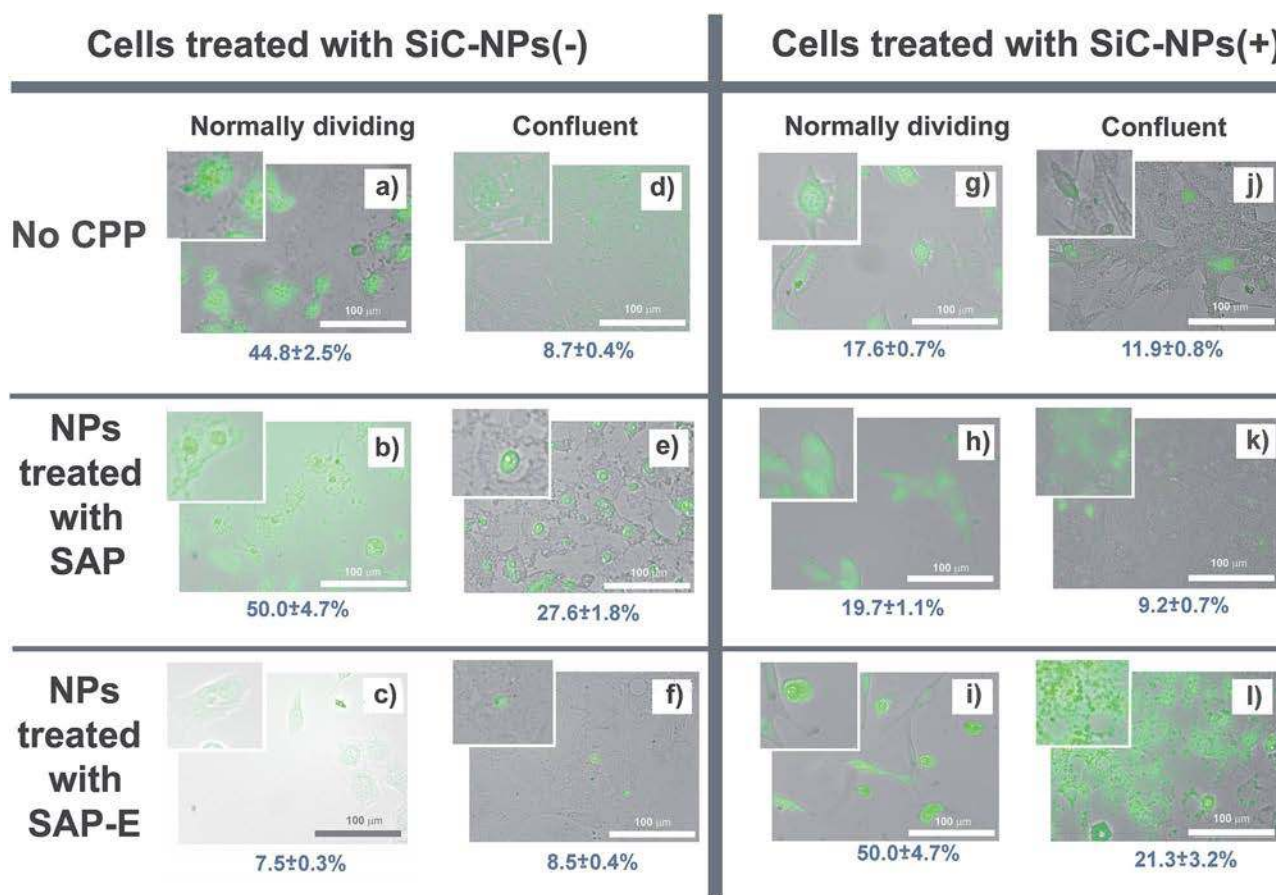 Cells treated with SiC-NPs(-)
Cells treated with SiC-NPs(+)
Normally dividing
Confluent
Normally dividing
Confluent
No CPP
a)
100 μm
44.8±2.5%
d)
100 μm
8.7±0.4%
g)
100 μm
17.6±0.7%
j)
100 μm
11.9±0.8%
NPs
treated
with
SAP
b)
100 μm
50.0±4.7%
e)
100 μm
27.6±1.8%
h)
100 μm
19.7±1.1%
k)
100 μm
9.2±0.7%
NPs
treated
with
SAP-E
c)
100 μm
7.5±0.3%
f)
100 μm
8.5±0.4%
i)
100 μm
50.0±4.7%
l)
100 μm
21.3±3.2%